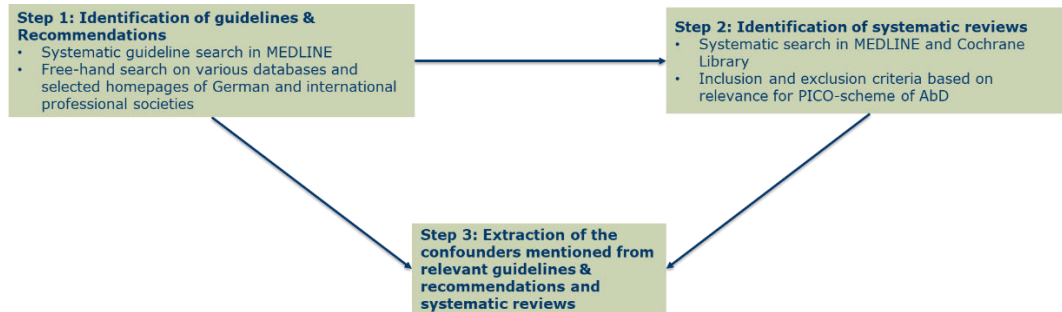 Step 1: Identification of guidelines &
Recommendations
• Systematic guideline search in MEDLINE
• Free-hand search on various databases and
selected homepages of German and international
professional societies
Step 2: Identification of systematic reviews
• Systematic search in MEDLINE and Cochrane
Library
• Inclusion and exclusion criteria based on
relevance for PICO-scheme of AbD
Step 3: Extraction of the
confounders mentioned from
relevant guidelines &
recommendations and
systematic reviews